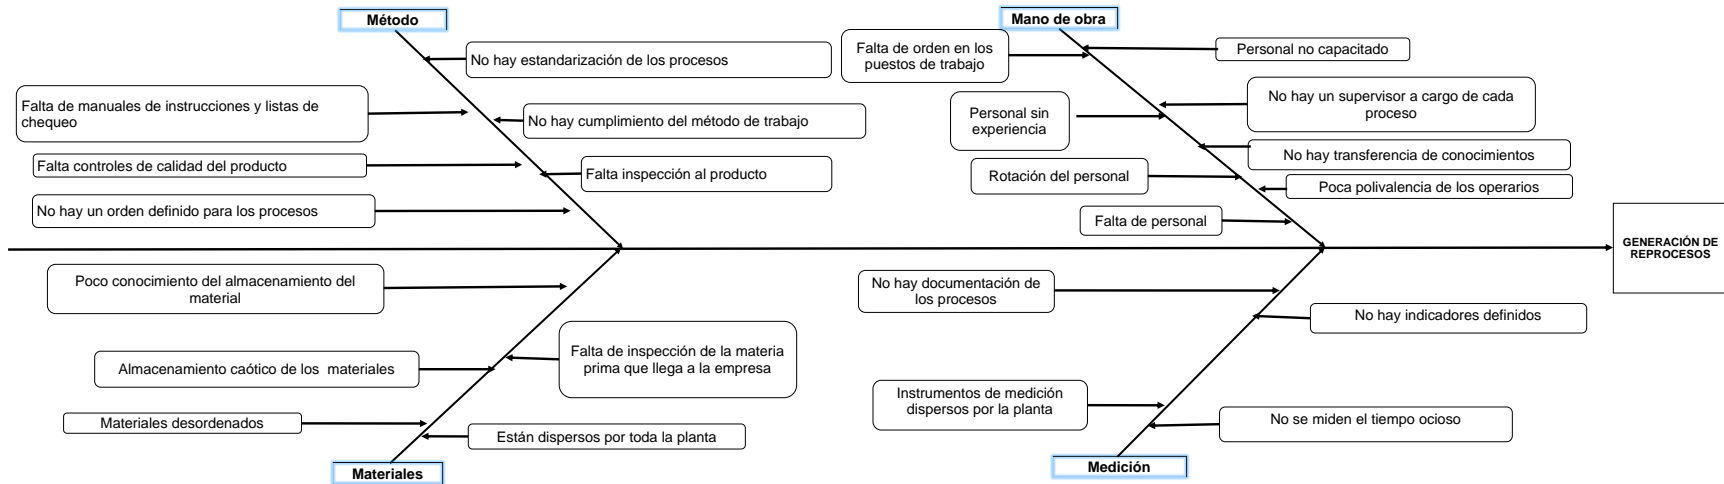 Método
No hay estandarización de los procesos
Falta de manuales de instrucciones y listas de
chequeo
No hay cumplimiento del método de trabajo
Falta controles de calidad del producto
Falta inspección al producto
No hay un orden definido para los procesos
Mano de obra
Falta de orden en los
puestos de trabajo
Personal no capacitado
Personal sin
experiencia
No hay un supervisor a cargo de cada
proceso
No hay transferencia de conocimientos
Rotación del personal
Poca polivalencia de los operarios
Falta de personal
GENERACIÓN DE
REPROCESOS
Poco conocimiento del almacenamiento del
material
Falta de inspección de la materia
prima que llega a la empresa
Almacenamiento caótico de los materiales
Materiales desordenados
Están dispersos por toda la planta
Materiales
No hay documentación de
los procesos
No hay indicadores definidos
Instrumentos de medición
dispersos por la planta
No se miden el tiempo ocioso
Medición